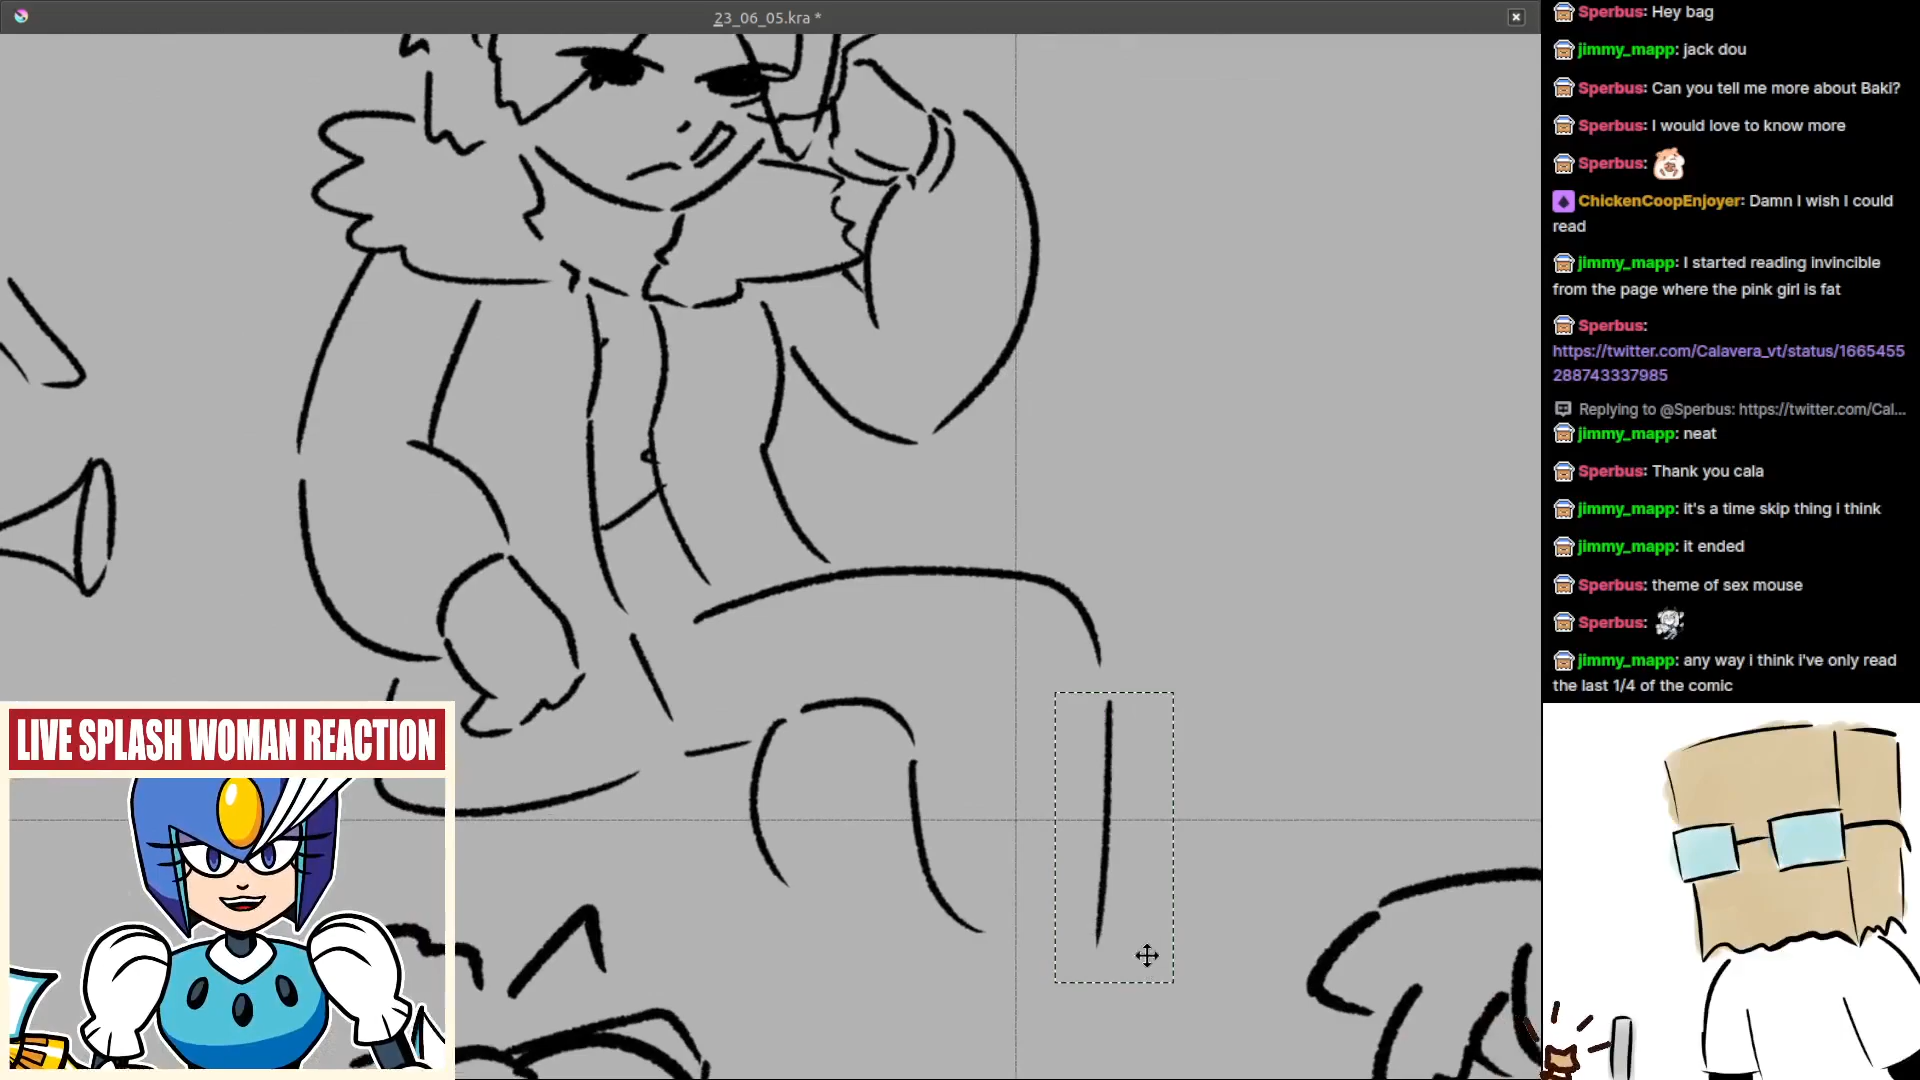 23_06_05.kra *
Sperbus: Hey bag
jimmy_mapp: jack dou
Sperbus: Can you tell me more about Baki?
Sperbus: I would love to know more
Sperbus:
ChickenCoopEnjoyer: Damn I wish I could
read
jimmy_mapp: I started reading invincible
from the page where the pink girl is fat
Sperbus:
https://twitter.com/Calavera_vt/status/1665455
288743337985
Replying to @Sperbus: https://twitter.com/Cal...
jimmy_mapp: neat
Sperbus: Thank you cala
jimmy_mapp: it's a time skip thing i think
jimmy_mapp: it ended
Sperbus: theme of sex mouse
Sperbus:
jimmy_mapp: any way i think i've only read
the last 1/4 of the comic
LIVE SPLASH WOMAN REACTION